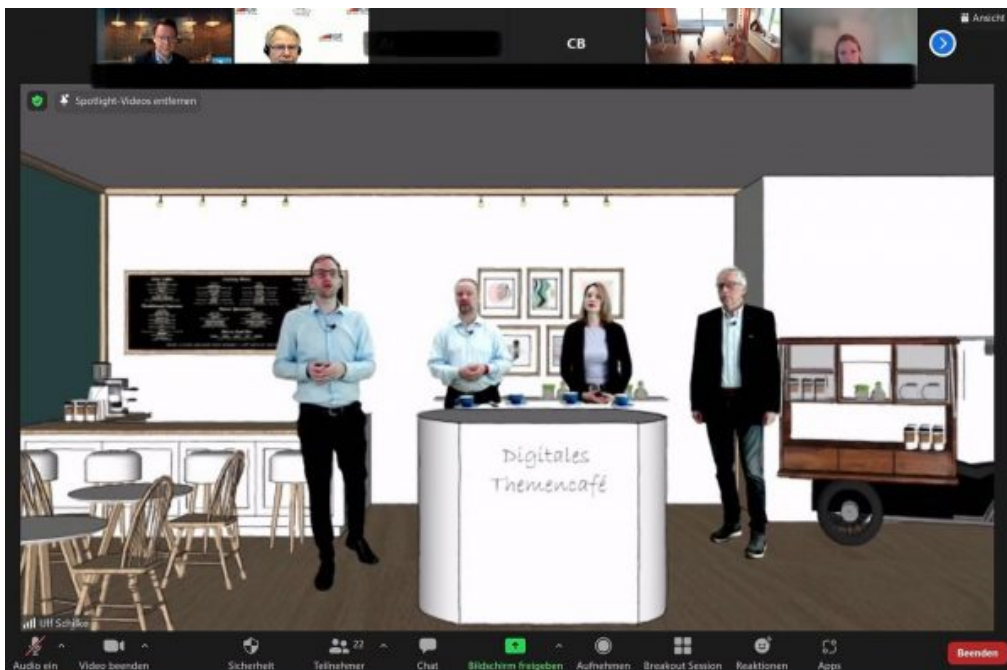 Ansicht
CB
Spotlight-Videos entfernen
Digitales
Themencafé
Ulf Schilke
Audio ein
Video beenden
Sicherheit
22
Teilnehmer
Chat
Bildschirm freigeben
Aufnehmen
Breakout Session
Reaktionen
Apps
Beenden